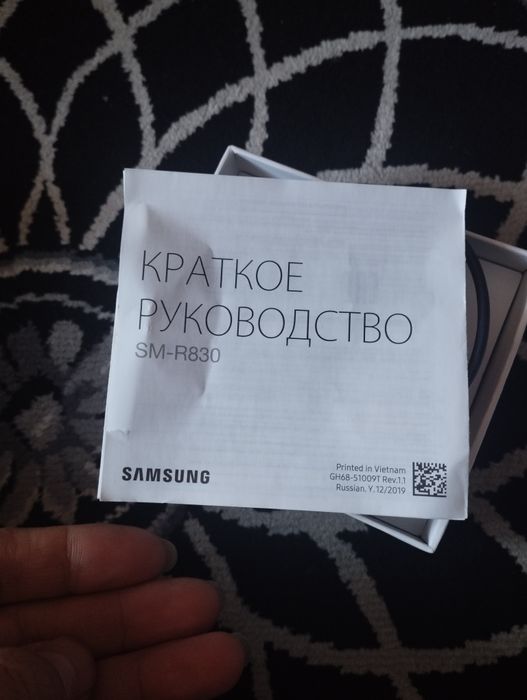 КРАТКОЕ
РУКОВОДСТВО
SM-R830
SAMSUNG
Printed in Vietnam
GH68-51009T Rev.1.1
Russian. Y.12/2019